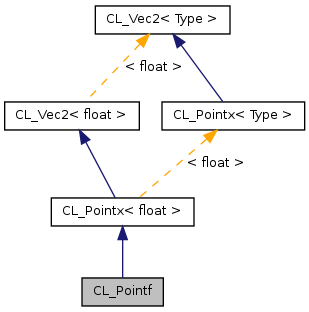 CL_Vec2< Type >
< float >
CL_Vec2< float >
CL_Pointx< Type >
< float >
CL_Pointx< float >
CL_Pointf